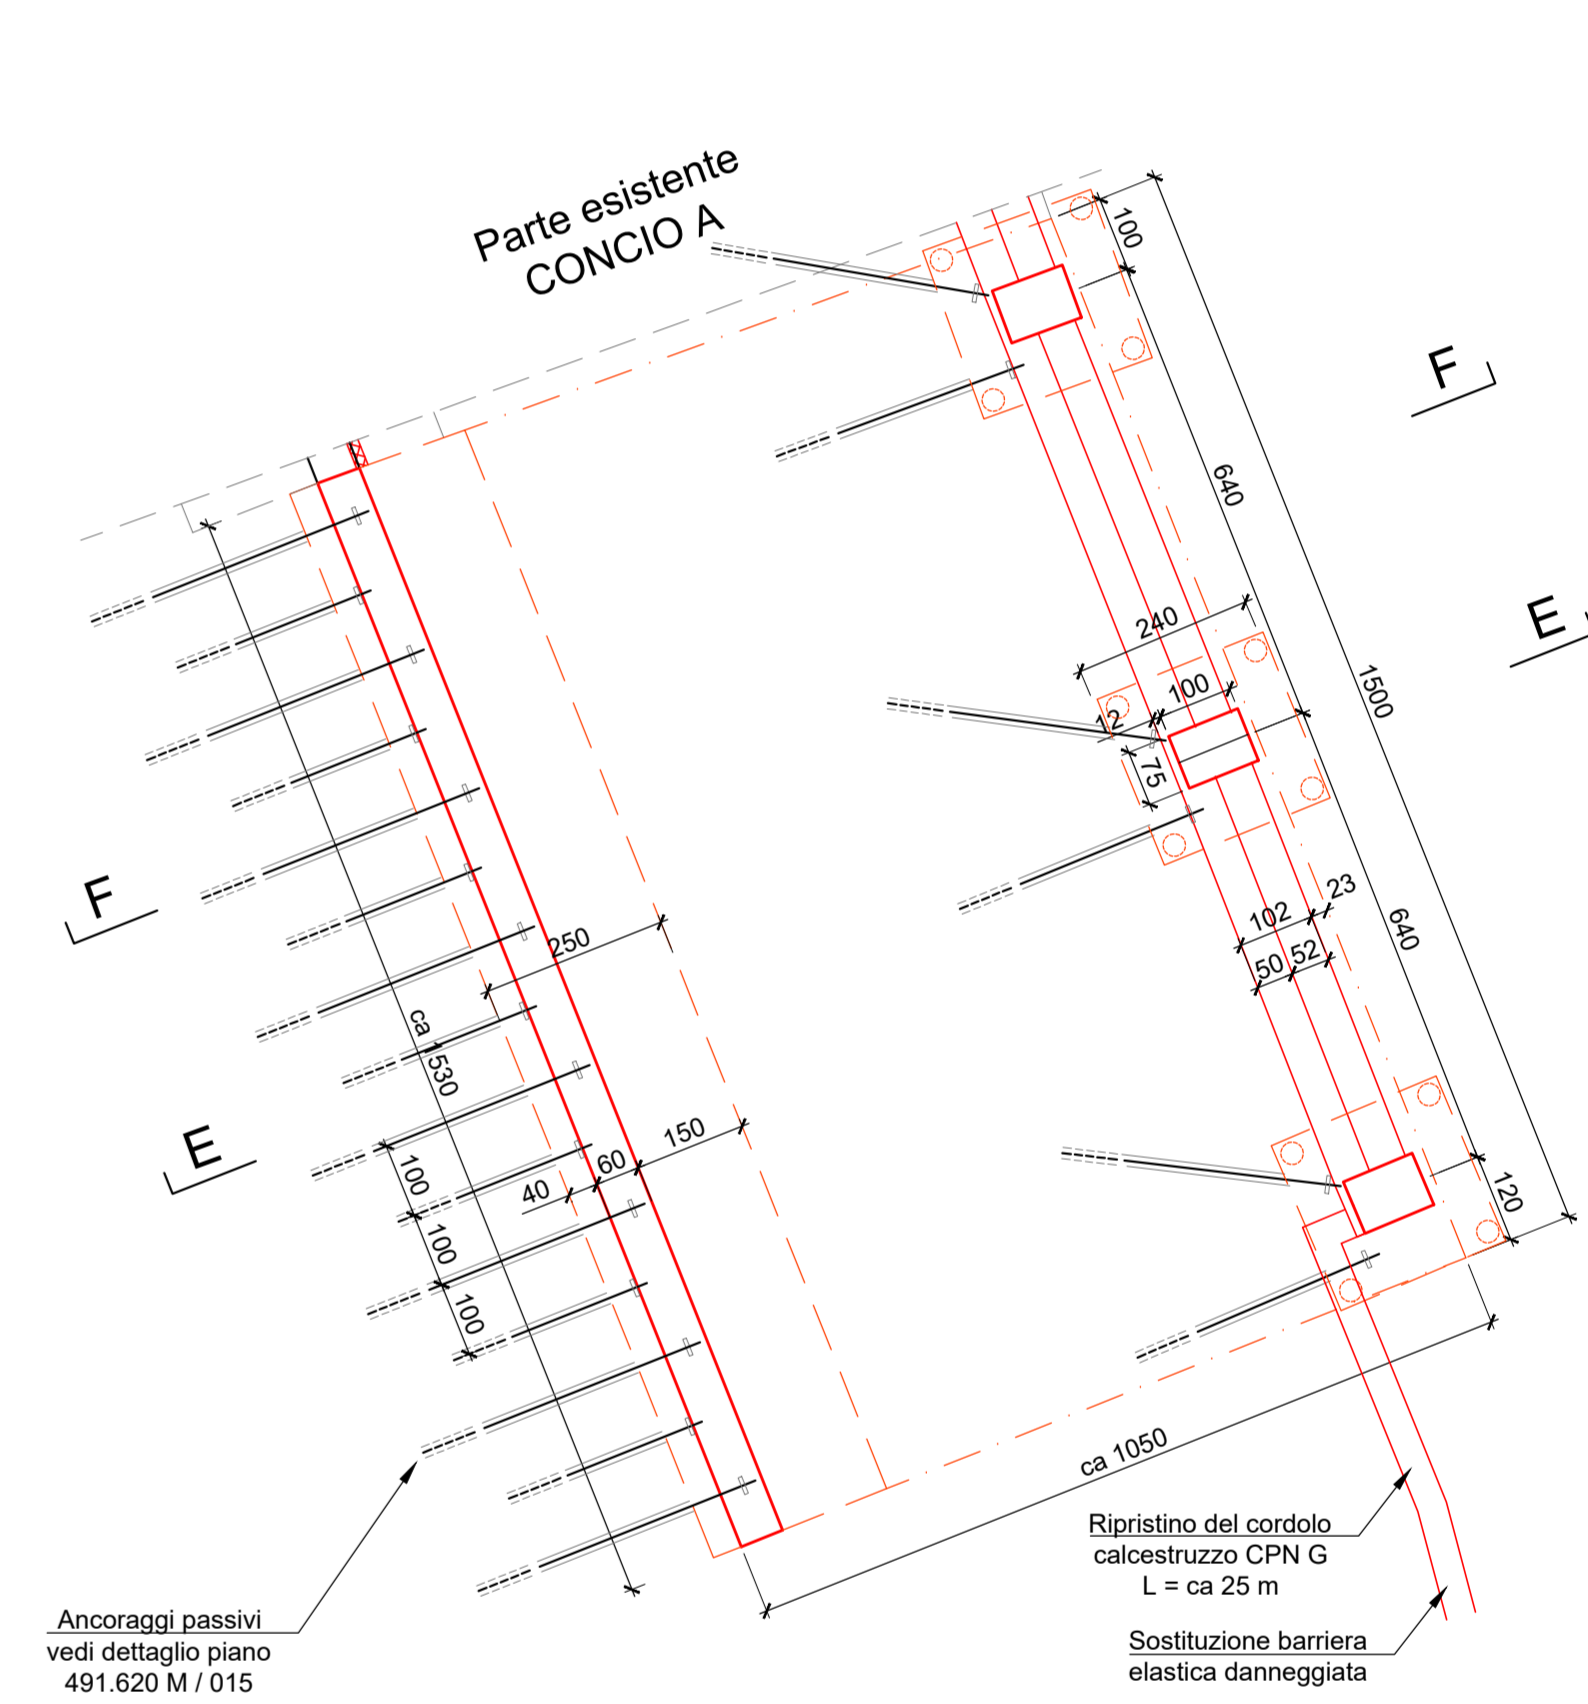 Parte esistente
CONCIO A
100
F
640
E
240
1500
100
12
75
F
23
102
640
50
52
250
ca 1530
E
150
60
40
100
100
100
120
ca 1050
Ripristino del cordolo
calcestruzzo CPN G
L = ca 25 m
Ancoraggi passivi
vedi dettaglio piano
491.620 M / 015
Sostituzione barriera
elastica danneggiata